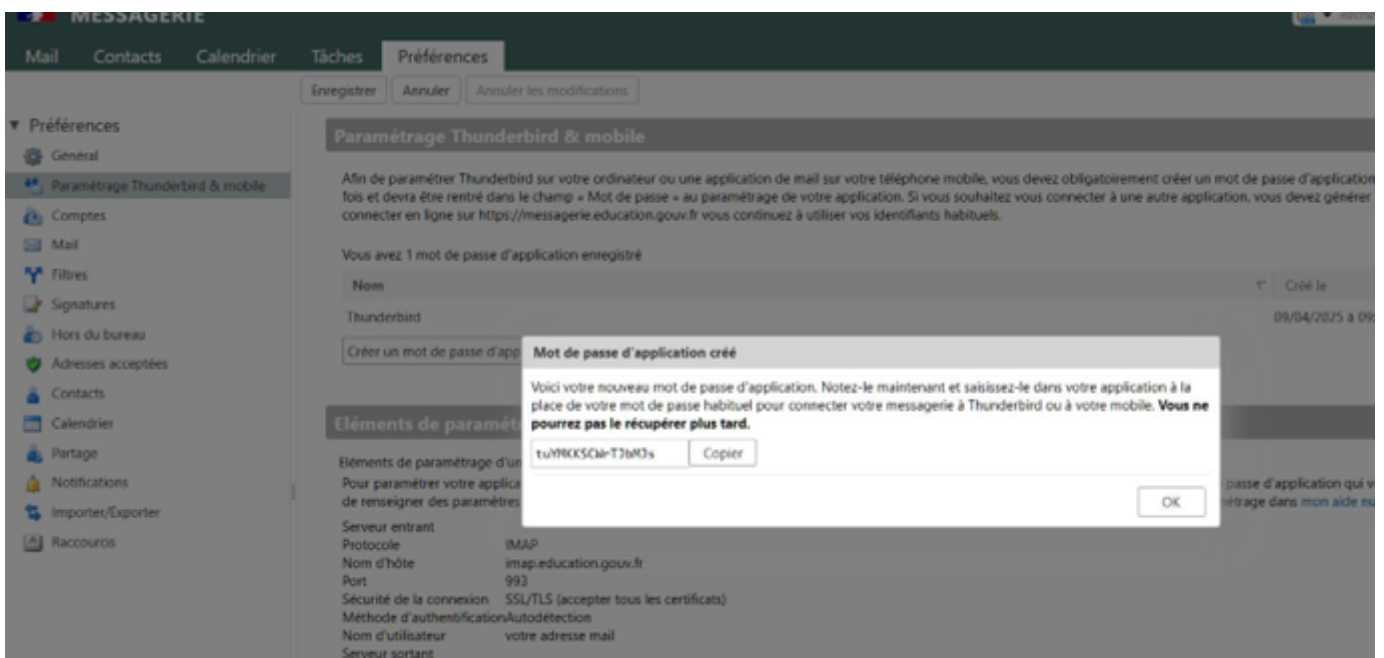 MESSAGERIE
Mail Contacts Calendrier Tâches Préférences
Enregistrer Annuler Annuler les modifications
Préférences
Général
Paramétrage Thunderbird & mobile
Comptes
Mail
Filtres
Signatures
Hors du bureau
Adresses acceptées
Contacts
Calendrier
Partage
Notifications
Importer/Exporter
Raccourcis
Paramétrage Thunderbird & mobile
Afin de paramétrer Thunderbird sur votre ordinateur ou une application de mail sur votre téléphone mobile, vous devez obligatoirement créer un mot de passe d'application
fois et devra être rentré dans le champ « Mot de passe » au paramétrage de votre application. Si vous souhaitez vous connecter à une autre application, vous devez générer
connecter en ligne sur https://messagerie.education.gouv.fr vous continuez à utiliser vos identifiants habituels.
Vous avez 1 mot de passe d'application enregistré
Nom Créé le
Thunderbird 09/04/2025 à 09:
Créer un mot de passe d'app
Mot de passe d'application créé
Voici votre nouveau mot de passe d'application. Notez-le maintenant et saisissez-le dans votre application à la
place de votre mot de passe habituel pour connecter votre messagerie à Thunderbird ou à votre mobile. Vous ne
pourrez pas le récupérer plus tard.
Copier
OK
Eléments de paramét
Eléments de paramétrage d'un
Pour paramétrer votre applica passe d'application qui v
de renseigner des paramètres étrage dans mon aide nu
Serveur entrant
Protocole IMAP
Nom d'hôte imap.education.gouv.fr
Port 993
Sécurité de la connexion SSL/TLS (accepter tous les certificats)
Méthode d'authentification Autodétection
Nom d'utilisateur votre adresse mail
Serveur sortant